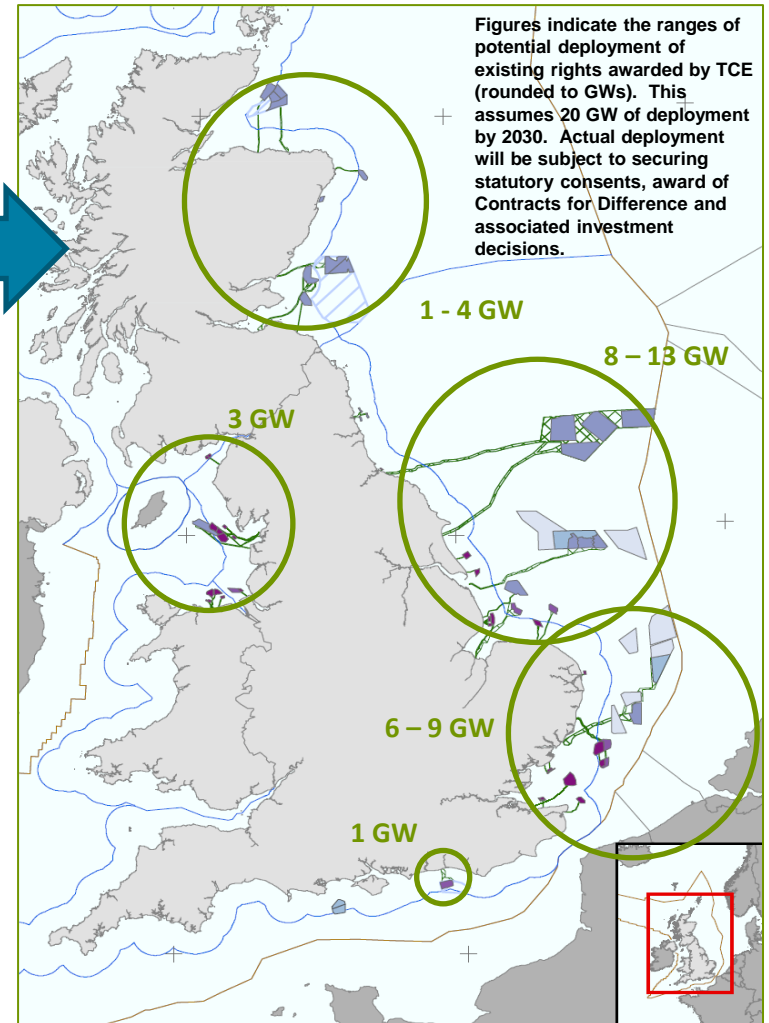 Figures indicate the ranges of
potential deployment of
existing rights awarded by TCE
(rounded to GWs). This
assumes 20 GW of deployment
by 2030. Actual deployment
will be subject to securing
statutory consents, award of
Contracts for Difference and
associated investment
decisions.
1 - 4 GW
8 – 13 GW
3 GW
6 – 9 GW
1 GW